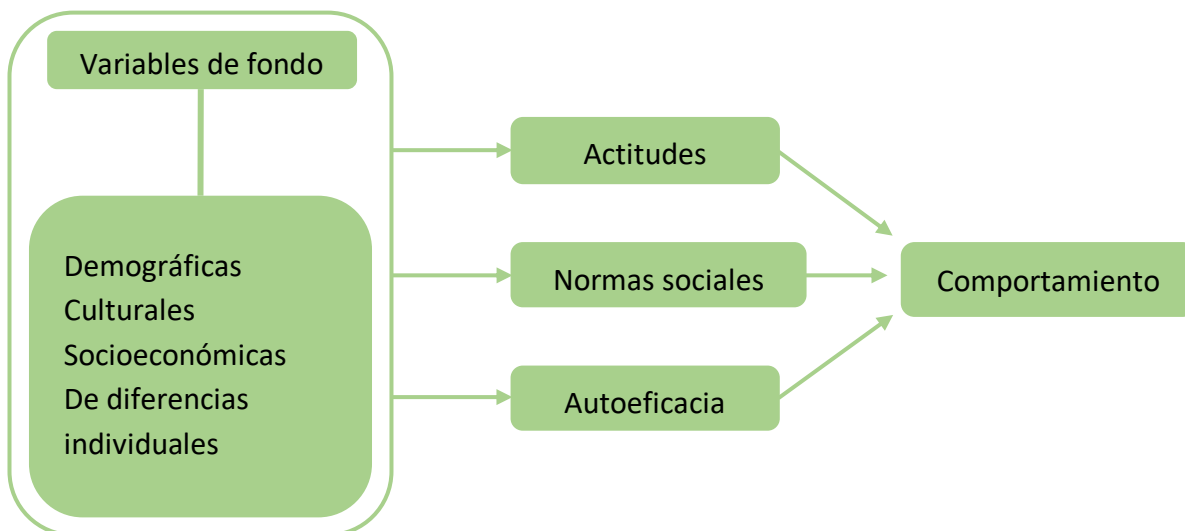 Variables de fondo
Demográficas
Culturales
Socioeconómicas
De diferencias
individuales
Actitudes
Normas sociales
Autoeficacia
Comportamiento